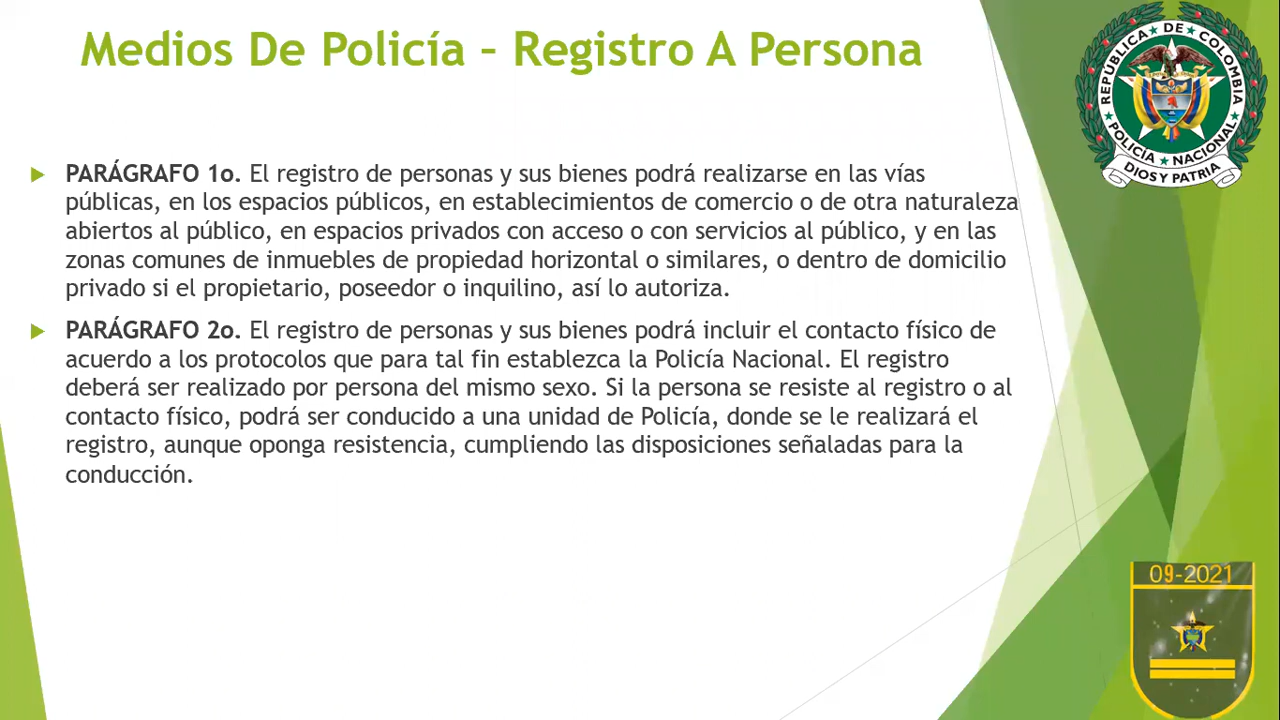 Medios De Policía – Registro A Persona
REPÚBLICA DE COLOMBIA
POLICÍA NACIONAL
DIOS Y PATRIA
PARÁGRAFO 1o. El registro de personas y sus bienes podrá realizarse en las vías
públicas, en los espacios públicos, en establecimientos de comercio o de otra naturaleza
abiertos al público, en espacios privados con acceso o con servicios al público, y en las
zonas comunes de inmuebles de propiedad horizontal o similares, o dentro de domicilio
privado si el propietario, poseedor o inquilino, así lo autoriza.
PARÁGRAFO 2o. El registro de personas y sus bienes podrá incluir el contacto físico de
acuerdo a los protocolos que para tal fin establezca la Policía Nacional. El registro
deberá ser realizado por persona del mismo sexo. Si la persona se resiste al registro o al
contacto físico, podrá ser conducido a una unidad de Policía, donde se le realizará el
registro, aunque oponga resistencia, cumpliendo las disposiciones señaladas para la
conducción.
09-2021